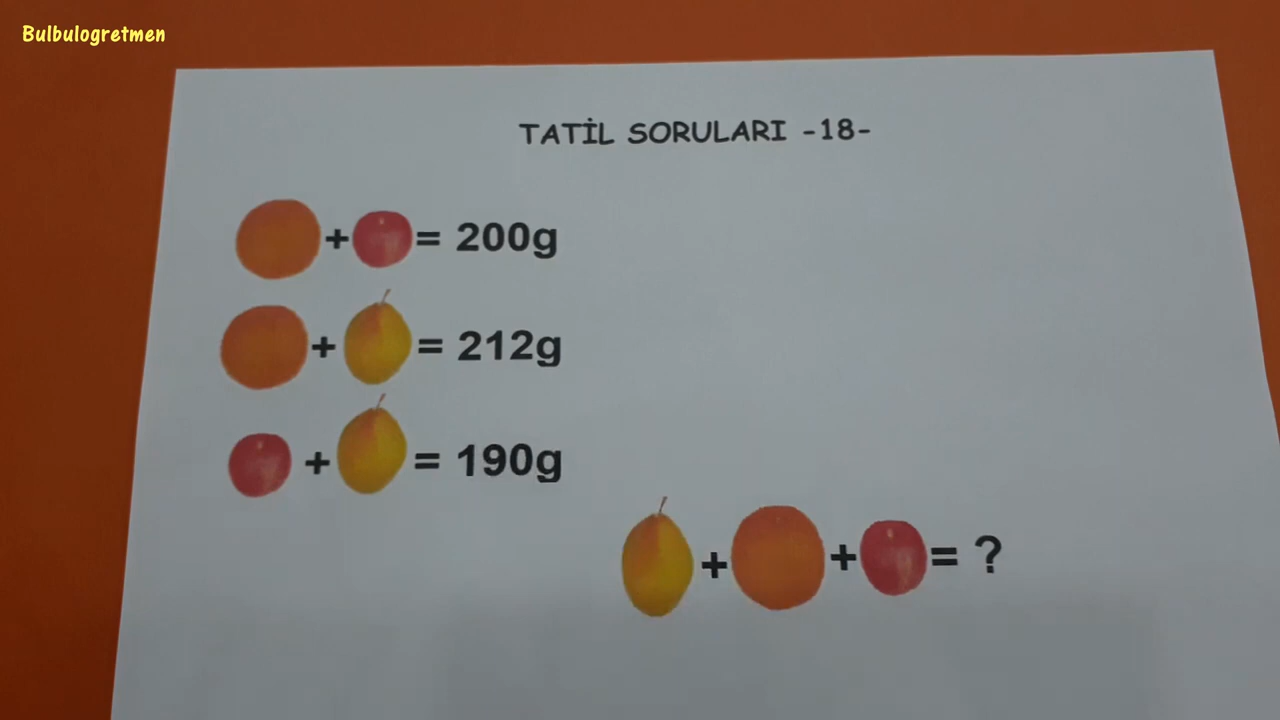 Bulbulogretmen
TATİL SORULARI -18-
+ = 200g
+ = 212g
+ = 190g
+ + = ?